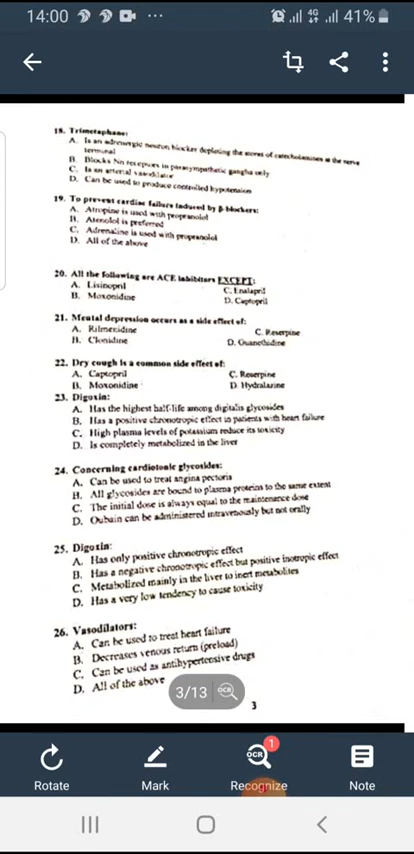 14:00 ... 4G 41%
18. Trimetaphane:
A. Is an adrenergic neuron blocker depleting the stores of catecholamines at the nerve
terminal
B. Blocks Nn receptors in parasympathetic ganglia only
C. Is an arterial vasodilator
D. Can be used to produce controlled hypotension
19. To prevent cardiac failure induced by β-blockers:
A. Atropine is used with propranolol
B. Atenolol is preferred
C. Adrenaline is used with propranolol
D. All of the above
20. All the following are ACE inhibitors EXCEPT:
A. Lisinopril C. Enalapril
B. Moxonidine D. Captopril
21. Mental depression occurs as a side effect of:
A. Rilmenidine C. Reserpine
B. Clonidine D. Guanethidine
22. Dry cough is a common side effect of:
A. Captopril C. Reserpine
B. Moxonidine D. Hydralazine
23. Digoxin:
A. Has the highest half-life among digitalis glycosides
B. Has a positive chronotropic effect in patients with heart failure
C. High plasma levels of potassium reduce its toxicity
D. Is completely metabolized in the liver
24. Concerning cardiotonic glycosides:
A. Can be used to treat angina pectoris
B. All glycosides are bound to plasma proteins to the same extent
C. The initial dose is always equal to the maintenance dose
D. Oubain can be administered intravenously but not orally
25. Digoxin:
A. Has only positive chronotropic effect
B. Has a negative chronotropic effect but positive inotropic effect
C. Metabolized mainly in the liver to inert metabolites
D. Has a very low tendency to cause toxicity
26. Vasodilators:
A. Can be used to treat heart failure
B. Decreases venous return (preload)
C. Can be used as antihypertensive drugs
D. All of the above
3/13 OCR
3
OCR 1
Rotate Mark Recognize Note